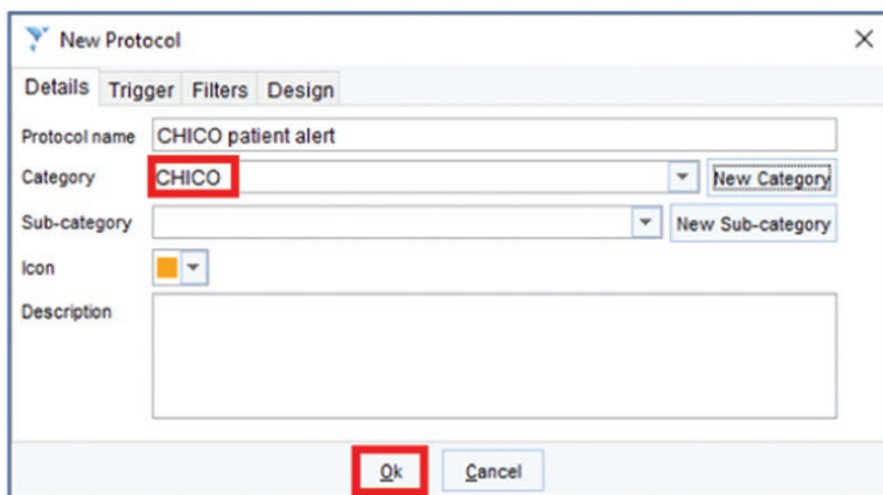 New Protocol
Details Trigger Filters Design
Protocol name CHICO patient alert
Category CHICO New Category
Sub-category New Sub-category
Icon
Description
Ok Cancel